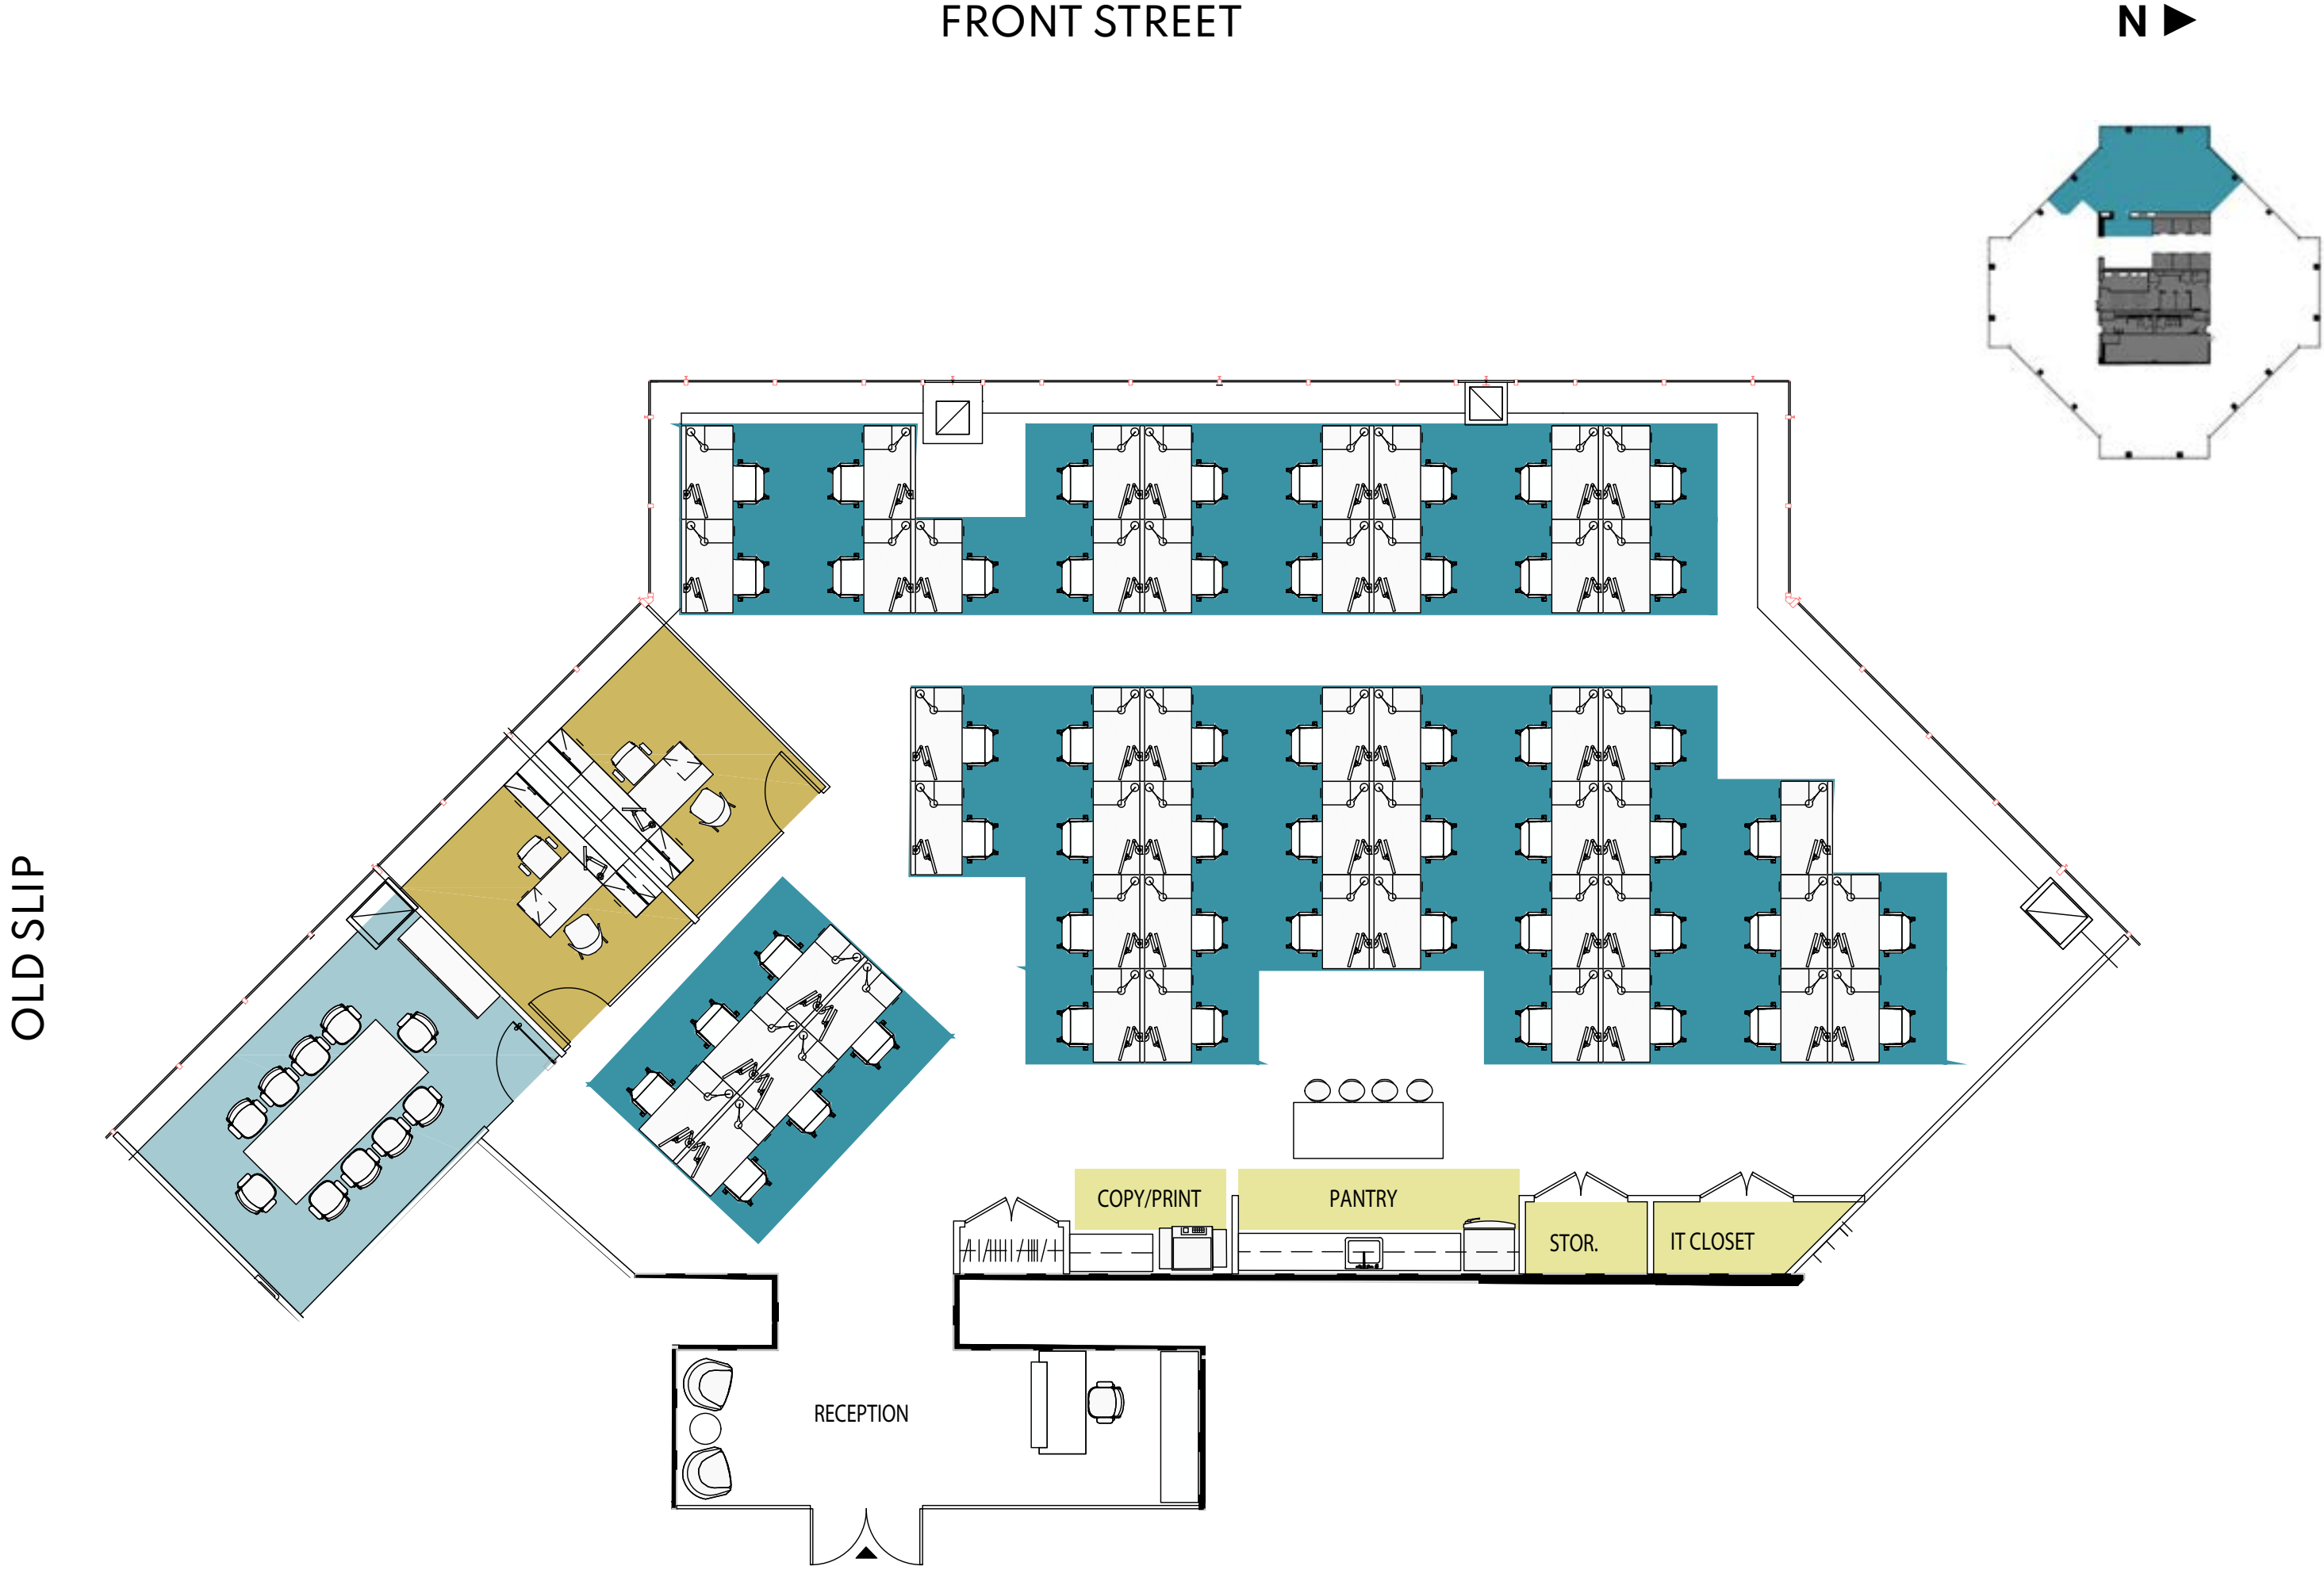 FRONT STREET
N
OLD SLIP
COPY/PRINT
PANTRY
STOR.
IT CLOSET
RECEPTION